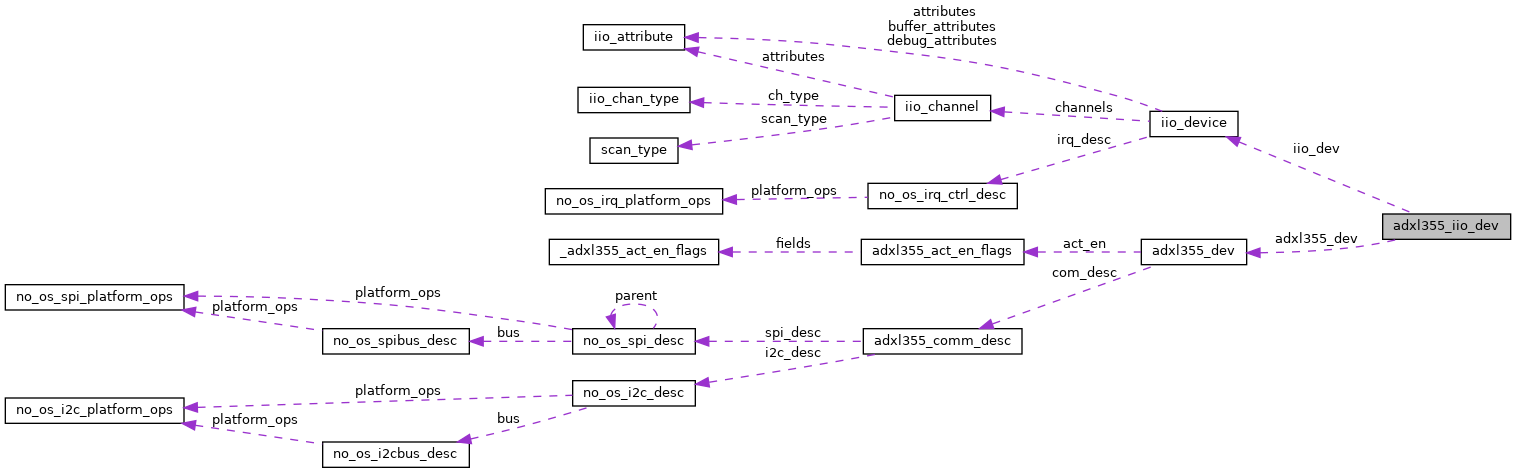 attributes
buffer_attributes
debug_attributes
iio_attribute
attributes
iio_chan_type
ch_type
iio_channel
channels
iio_device
scan_type
scan_type
irq_desc
iio_dev
no_os_irq_platform_ops
platform_ops
no_os_irq_ctrl_desc
adxl355_iio_dev
_adxl355_act_en_flags
fields
adxl355_act_en_flags
act_en
adxl355_dev
adxl355_dev
com_desc
no_os_spi_platform_ops
platform_ops
parent
platform_ops
bus
no_os_spibus_desc
no_os_spi_desc
spi_desc
adxl355_comm_desc
i2c_desc
platform_ops
no_os_i2c_desc
no_os_i2c_platform_ops
platform_ops
bus
no_os_i2cbus_desc